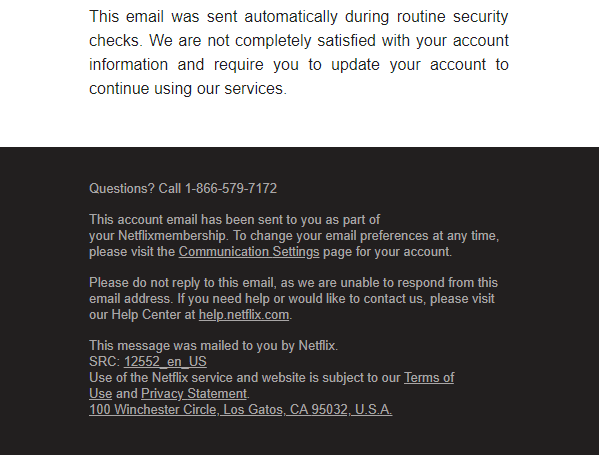 This email was sent automatically during routine security
checks. We are not completely satisfied with your account
information and require you to update your account to
continue using our services.
Questions? Call 1-866-579-7172
This account email has been sent to you as part of
your Netflixmembership. To change your email preferences at any time,
please visit the Communication Settings page for your account.
Please do not reply to this email, as we are unable to respond from this
email address. If you need help or would like to contact us, please visit
our Help Center at help.netflix.com.
This message was mailed to you by Netflix.
SRC: 12552_en_US
Use of the Netflix service and website is subject to our Terms of
Use and Privacy Statement.
100 Winchester Circle, Los Gatos, CA 95032, U.S.A.